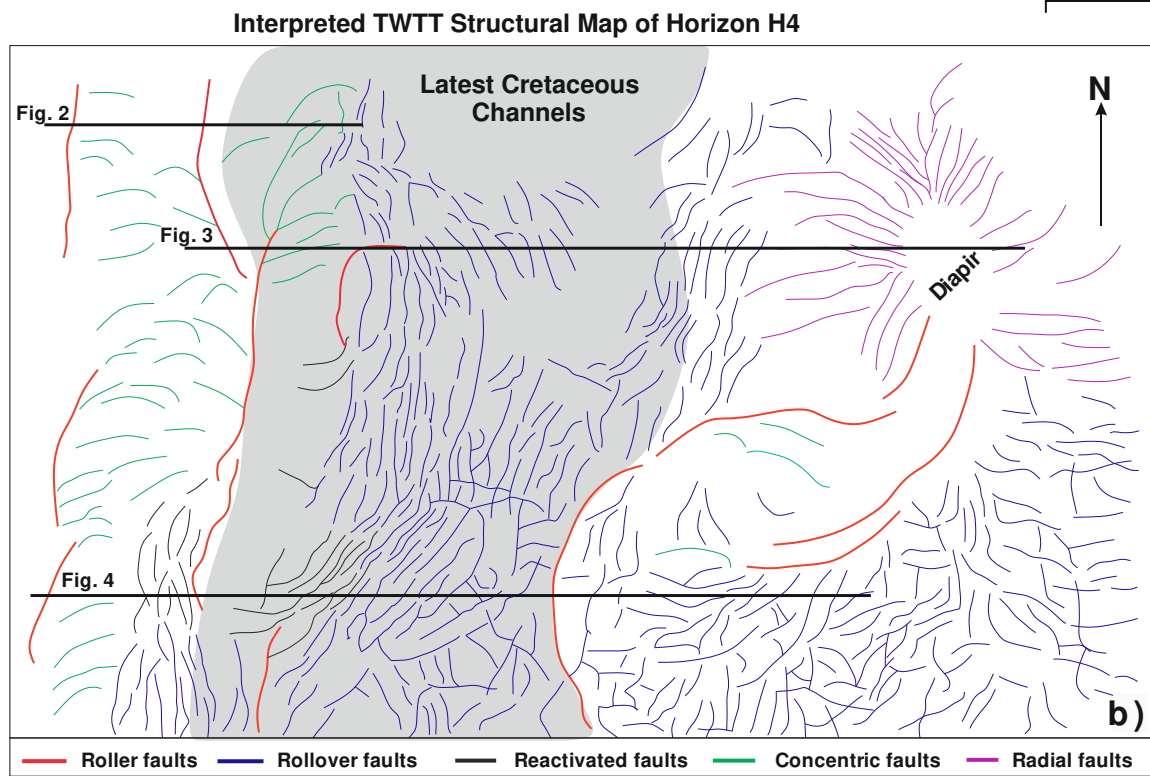 Interpreted TWTT Structural Map of Horizon H4
Latest Cretaceous
Channels
N
Fig. 2
Fig. 3
Diapir
Fig. 4
b)
Roller faults
Rollover faults
Reactivated faults
Concentric faults
Radial faults